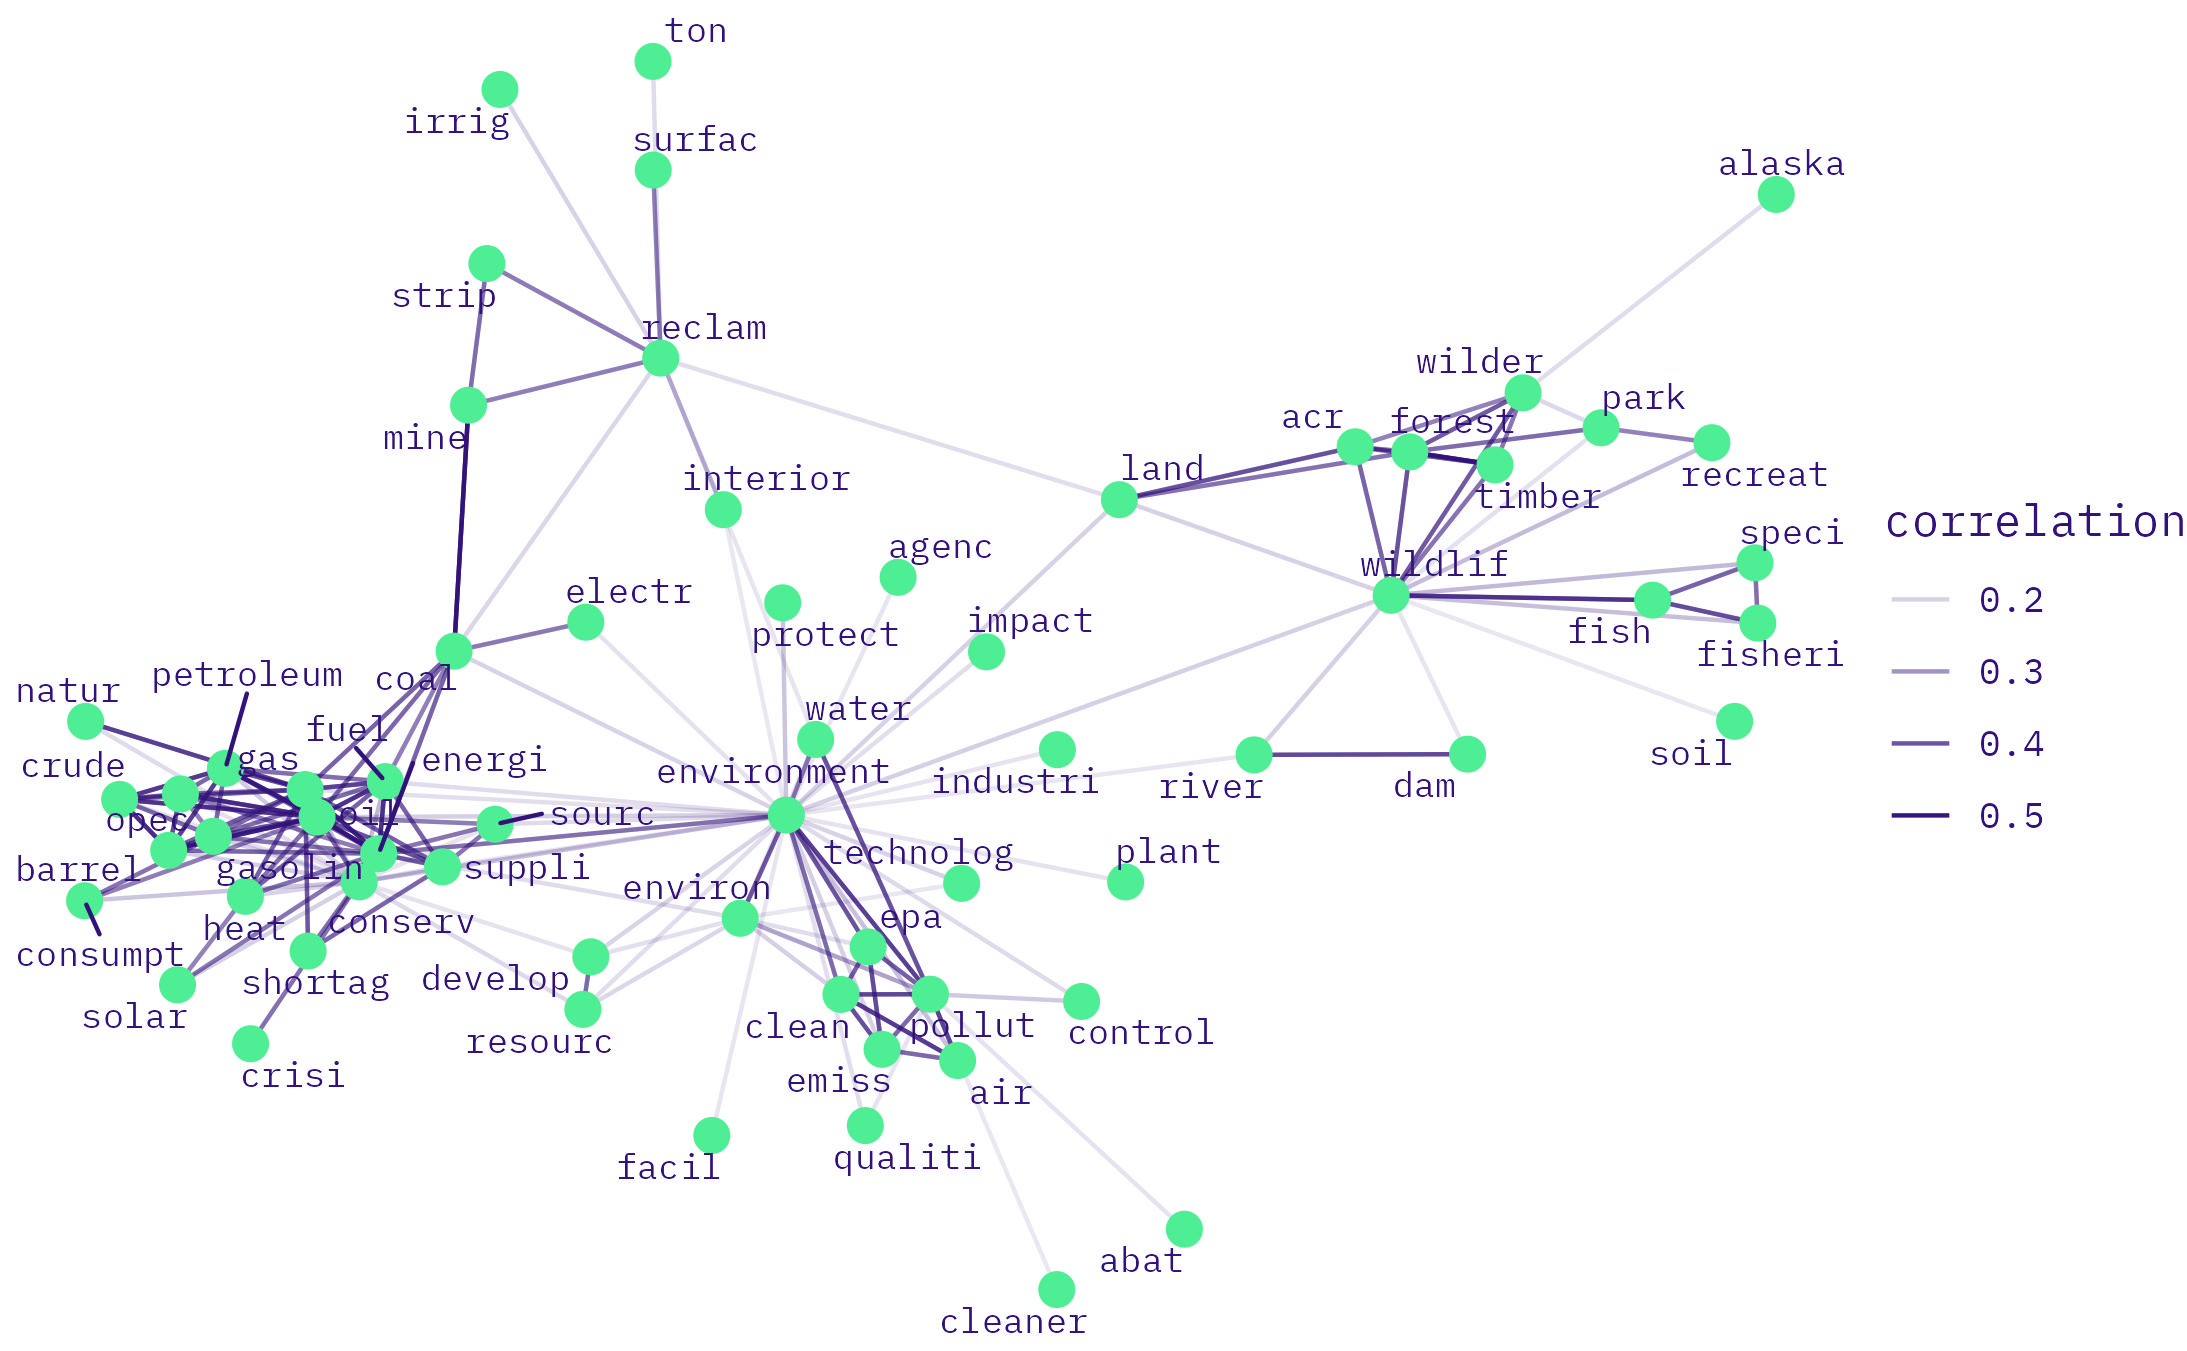 ton
irrig
surfac
alaska
strip
reclam
wilder
park
acr
forest
mine
land
interior
recreat
timber
correlation
speci
agenc
wildlif
electr
0.2
impact
protect
fish
fisheri
0.3
petroleum
coal
natur
water
fuel
0.4
gas
energi
soil
crude
environment
industri
river
dam
opec
oil
sourc
0.5
technolog
plant
barrel
gasolin
suppli
environ
epa
heat
conserv
consumpt
develop
shortag
solar
clean
pollut
control
resourc
crisi
emiss
air
qualiti
facil
abat
cleaner